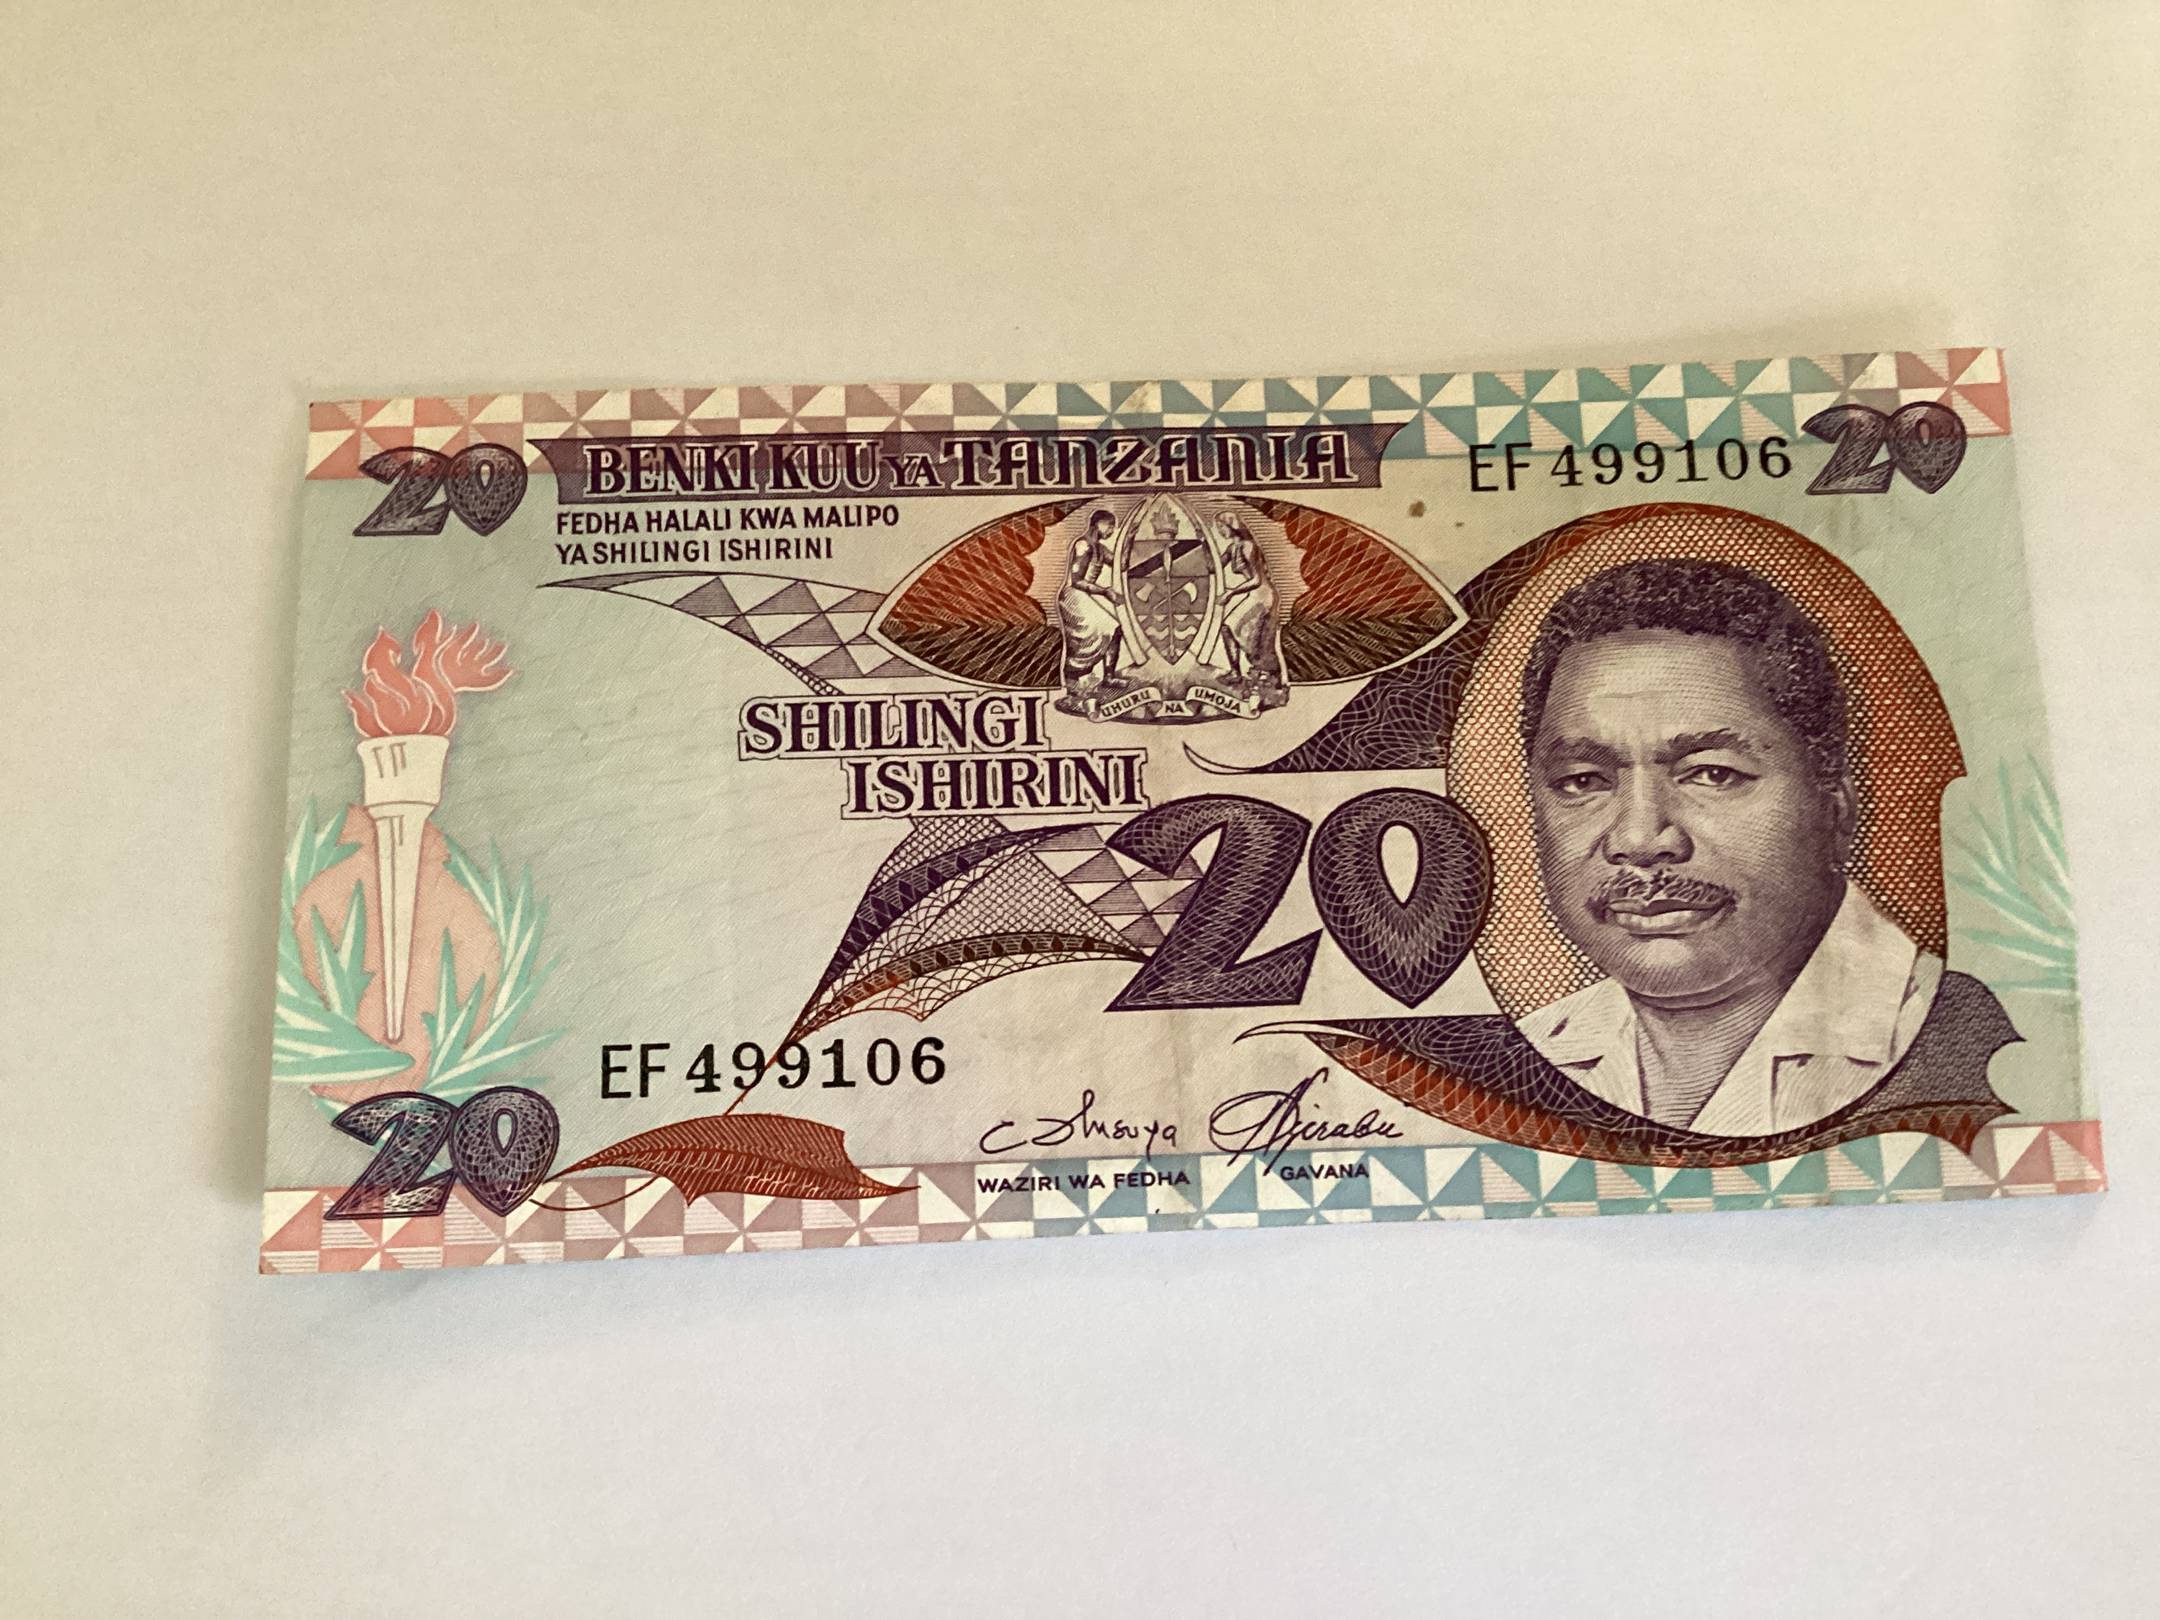 20 BENKI KUU YA TANZANIA EF 499106 20
FEDHA HALALI KWA MALIPO
YA SHILINGI ISHIRINI
UHURU NA UMOJA
SHILINGI
ISHIRINI
20
EF 499106
20
WAZIRI WA FEDHA GAVANA